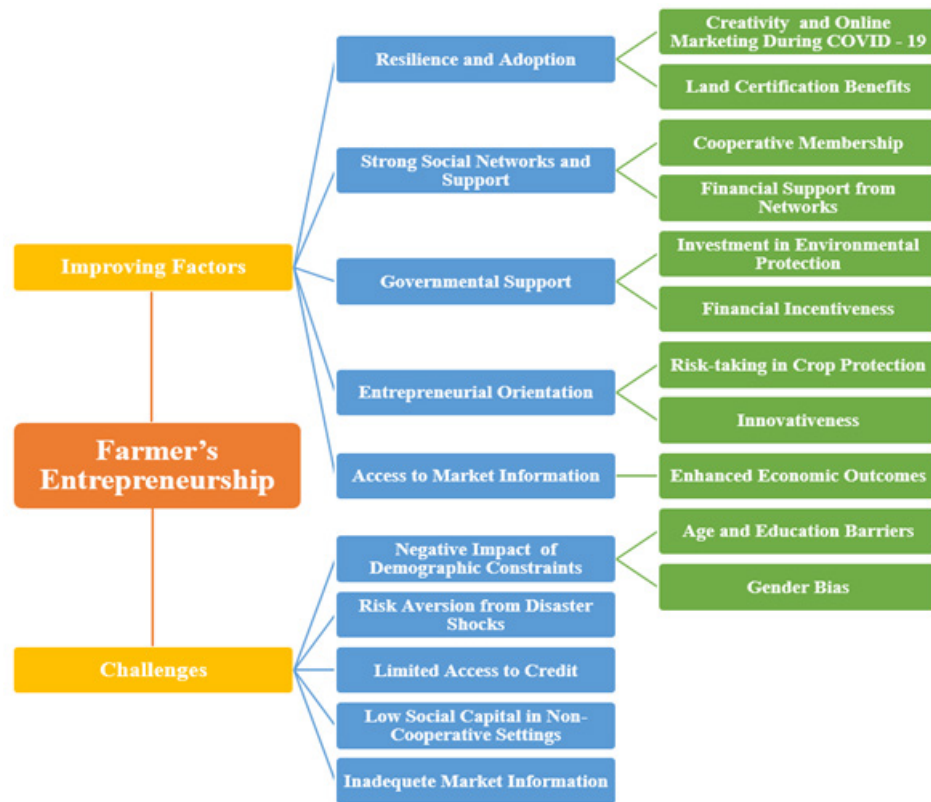 Creativity and Online
Marketing During COVID - 19
Resilience and Adoption
Land Certification Benefits
Cooperative Membership
Strong Social Networks and
Support
Financial Support from
Networks
Improving Factors
Investment in Environmental
Protection
Governmental Support
Financial Incentiveness
Risk-taking in Crop Protection
Entrepreneurial Orientation
Innovativeness
Farmer's
Entrepreneurship
Access to Market Information
Enhanced Economic Outcomes
Age and Education Barriers
Negative Impact of
Demographic Constraints
Gender Bias
Risk Aversion from Disaster
Shocks
Challenges
Limited Access to Credit
Low Social Capital in Non-
Cooperative Settings
Inadequete Market Information